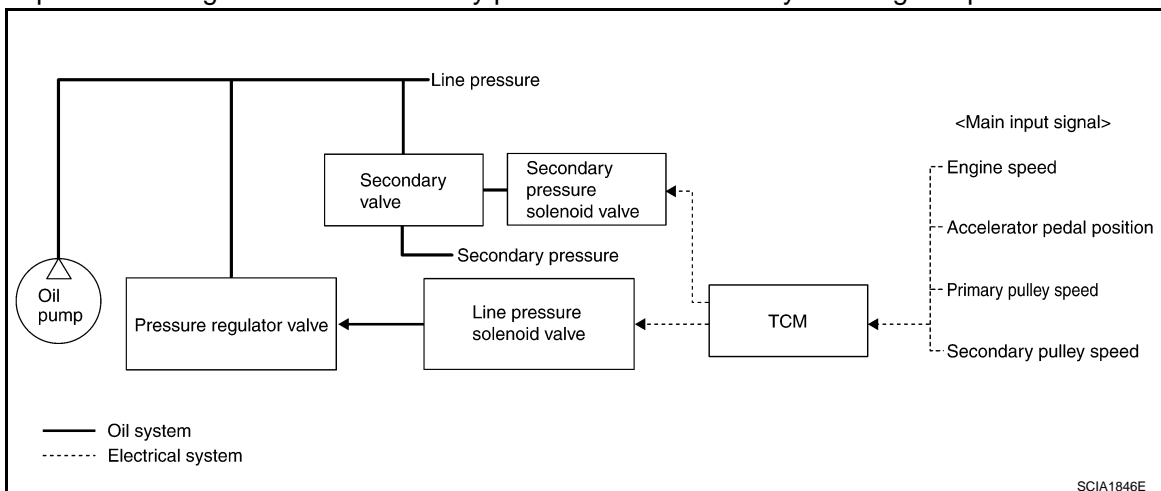 Line pressure
<Main input signal>
Secondary
valve
Secondary
pressure
solenoid valve
Engine speed
Accelerator pedal position
Secondary pressure
Oil
pump
Pressure regulator valve
Line pressure
solenoid valve
TCM
Primary pulley speed
Secondary pulley speed
Oil system
Electrical system
SCIA1846E